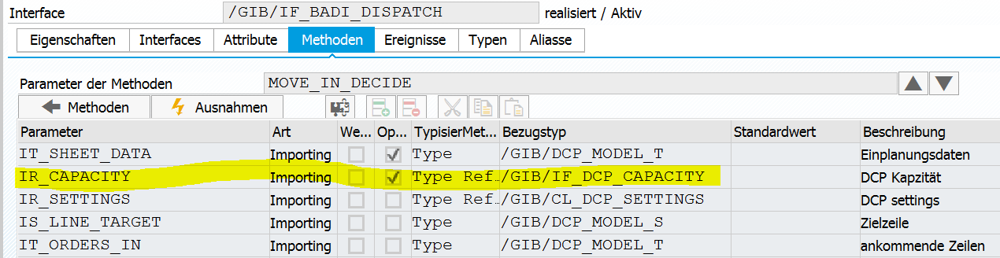 Interface /GIB/IF_BADI_DISPATCH realisiert / Aktiv
Eigenschaften Interfaces Attribute Methoden Ereignisse Typen Aliasse
Parameter der Methoden MOVE_IN_DECIDE
Methoden Ausnahmen
Parameter Art We... Op... TypisierMet... Bezugstyp Standardwert Beschreibung
IT_SHEET_DATA Importing Type /GIB/DCP_MODEL_T Einplanungsdaten
IR_CAPACITY Importing Type Ref… /GIB/IF_DCP_CAPACITY DCP Kapzität
IR_SETTINGS Importing Type Ref… /GIB/CL_DCP_SETTINGS DCP settings
IS_LINE_TARGET Importing Type /GIB/DCP_MODEL_S Zielzeile
IT_ORDERS_IN Importing Type /GIB/DCP_MODEL_T ankommende Zeilen